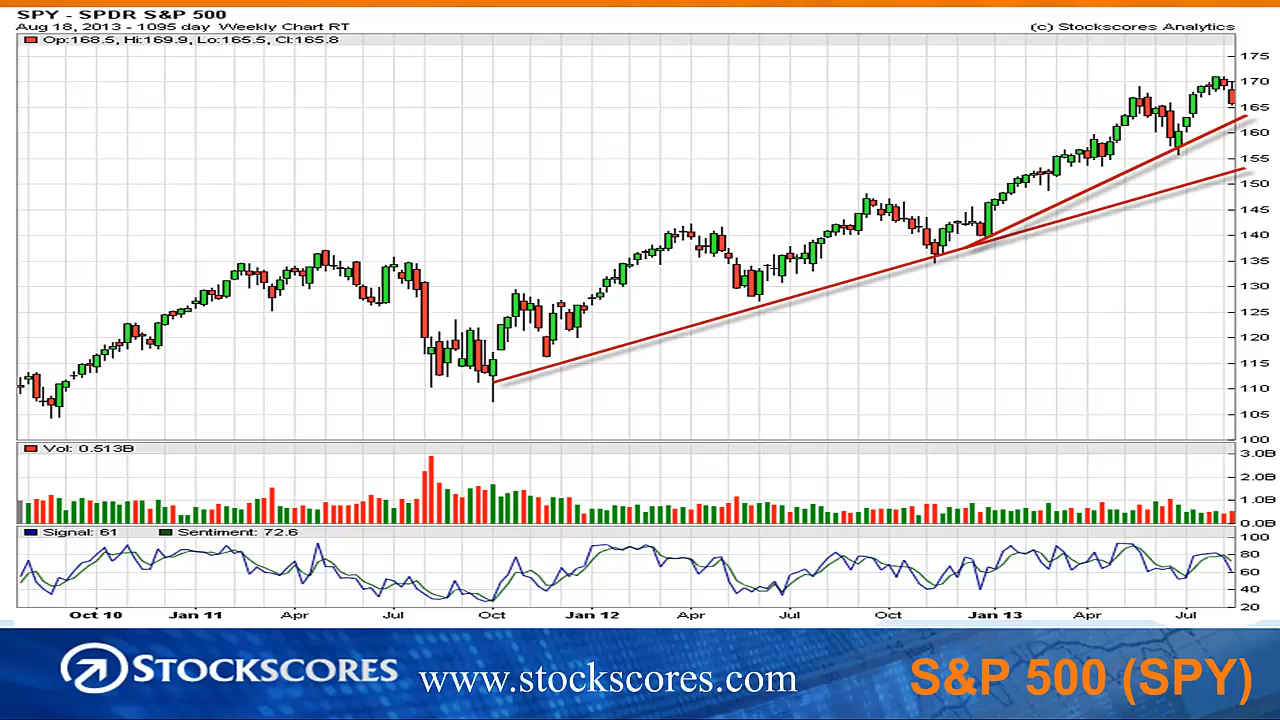 SPY - SPDR S&P 500
Aug 18, 2013 - 1095 day Weekly Chart RT (c) Stockscores Analytics
Op:168.5, Hi:169.9, Lo:165.5, Cl:165.8
175
170
165
160
155
150
145
140
135
130
125
120
115
110
105
100
Vol: 0.513B
3.0B
2.0B
1.0B
0.0B
Signal: 61 Sentiment: 72.6
100
80
60
40
20
Oct 10 Jan 11 Apr Jul Oct Jan 12 Apr Jul Oct Jan 13 Apr Jul
STOCKSCORES www.stockscores.com S&P 500 (SPY)